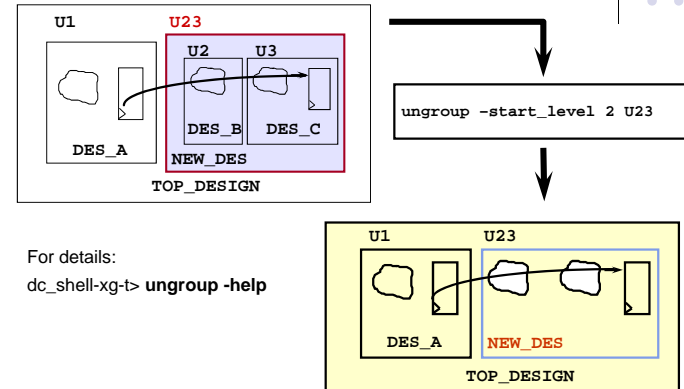 U1 U23
U2 U3
DES_B DES_C
DES_A
NEW_DES
TOP_DESIGN
ungroup –start_level 2 U23
For details:
dc_shell-xg-t> ungroup -help
U1 U23
DES_A NEW_DES
TOP_DESIGN